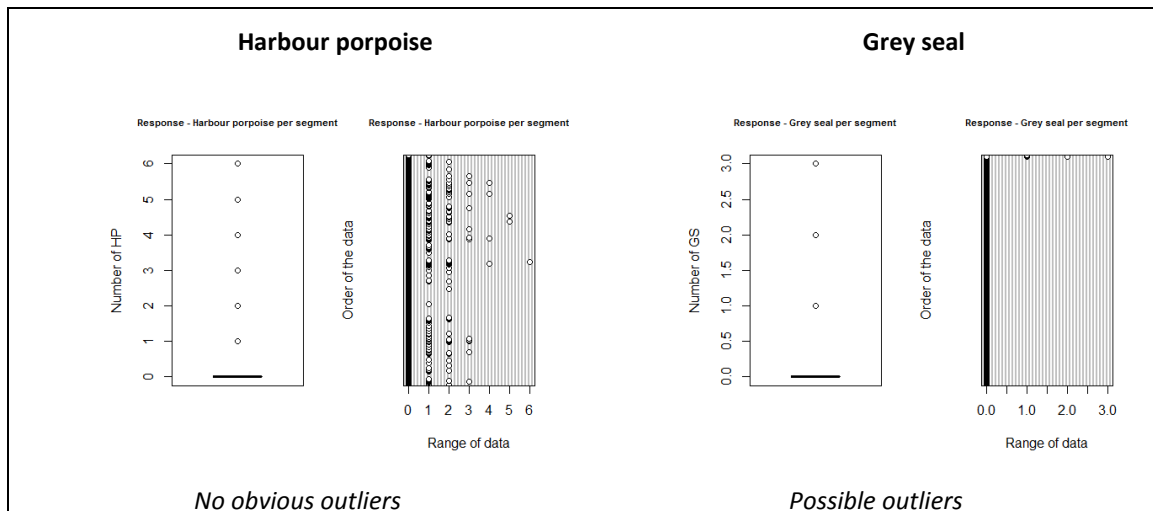 Harbour porpoise
Grey seal
Response - Harbour porpoise per segment
Response - Harbour porpoise per segment
Response - Grey seal per segment
Response - Grey seal per segment
Number of HP
6
5
4
3
2
1
0
Order of the data
0 1 2 3 4 5 6
Range of data
Number of GS
3.0
2.5
2.0
1.5
1.0
0.5
0.0
Order of the data
0.0 1.0 2.0 3.0
Range of data
No obvious outliers
Possible outliers